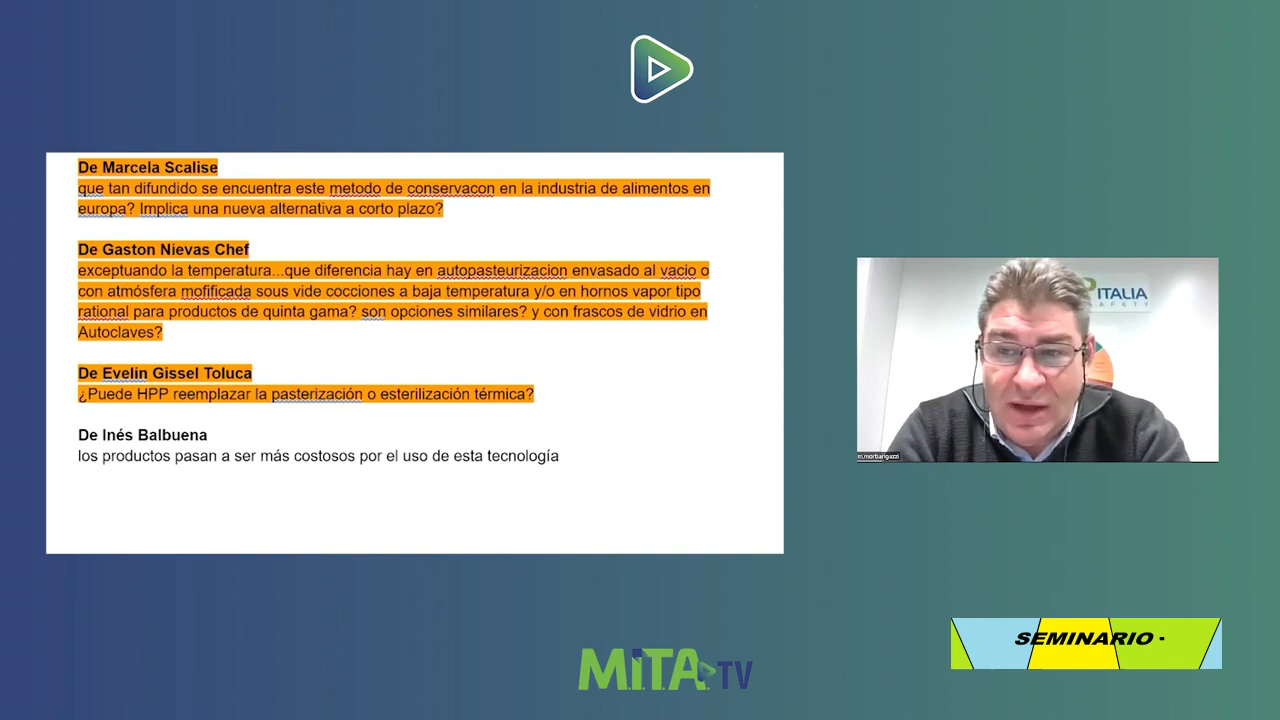 De Marcela Scalise
que tan difundido se encuentra este metodo de conservacon en la industria de alimentos en
europa? Implica una nueva alternativa a corto plazo?
De Gaston Nievas Chef
exceptuando la temperatura...que diferencia hay en autopasteurizacion envasado al vacio o
con atmósfera mofificada sous vide cocciones a baja temperatura y/o en hornos vapor tipo
rational para productos de quinta gama? son opciones similares? y con frascos de vidrio en
Autoclaves?
De Evelin Gissel Toluca
¿Puede HPP reemplazar la pasterización o esterilización térmica?
De Inés Balbuena
los productos pasan a ser más costosos por el uso de esta tecnología
P ITALIA
m.morbarigazzi
SEMINARIO -
M.I.T.A. TV